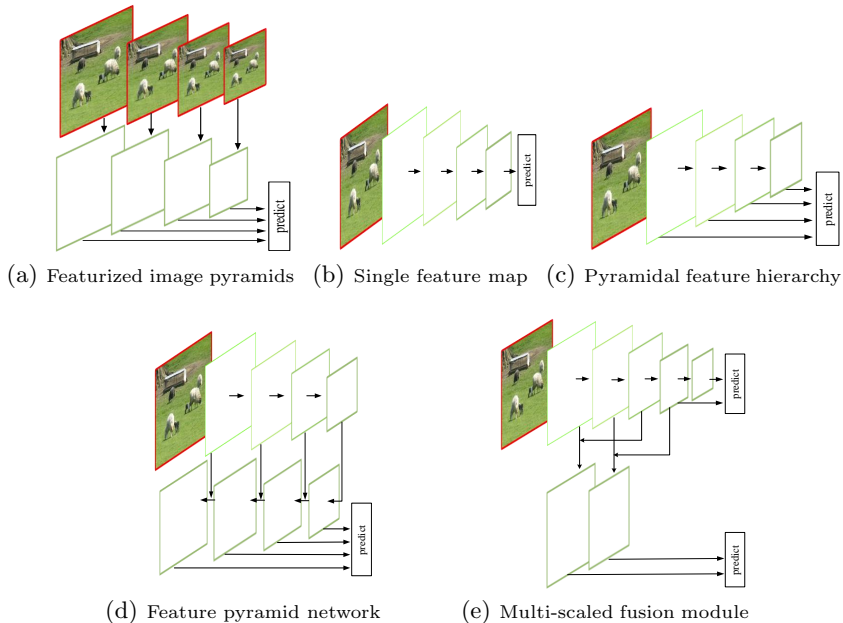 predict
predict
predict
(a) Featurized image pyramids
(b) Single feature map
(c) Pyramidal feature hierarchy
predict
predict
predict
(d) Feature pyramid network
(e) Multi-scaled fusion module